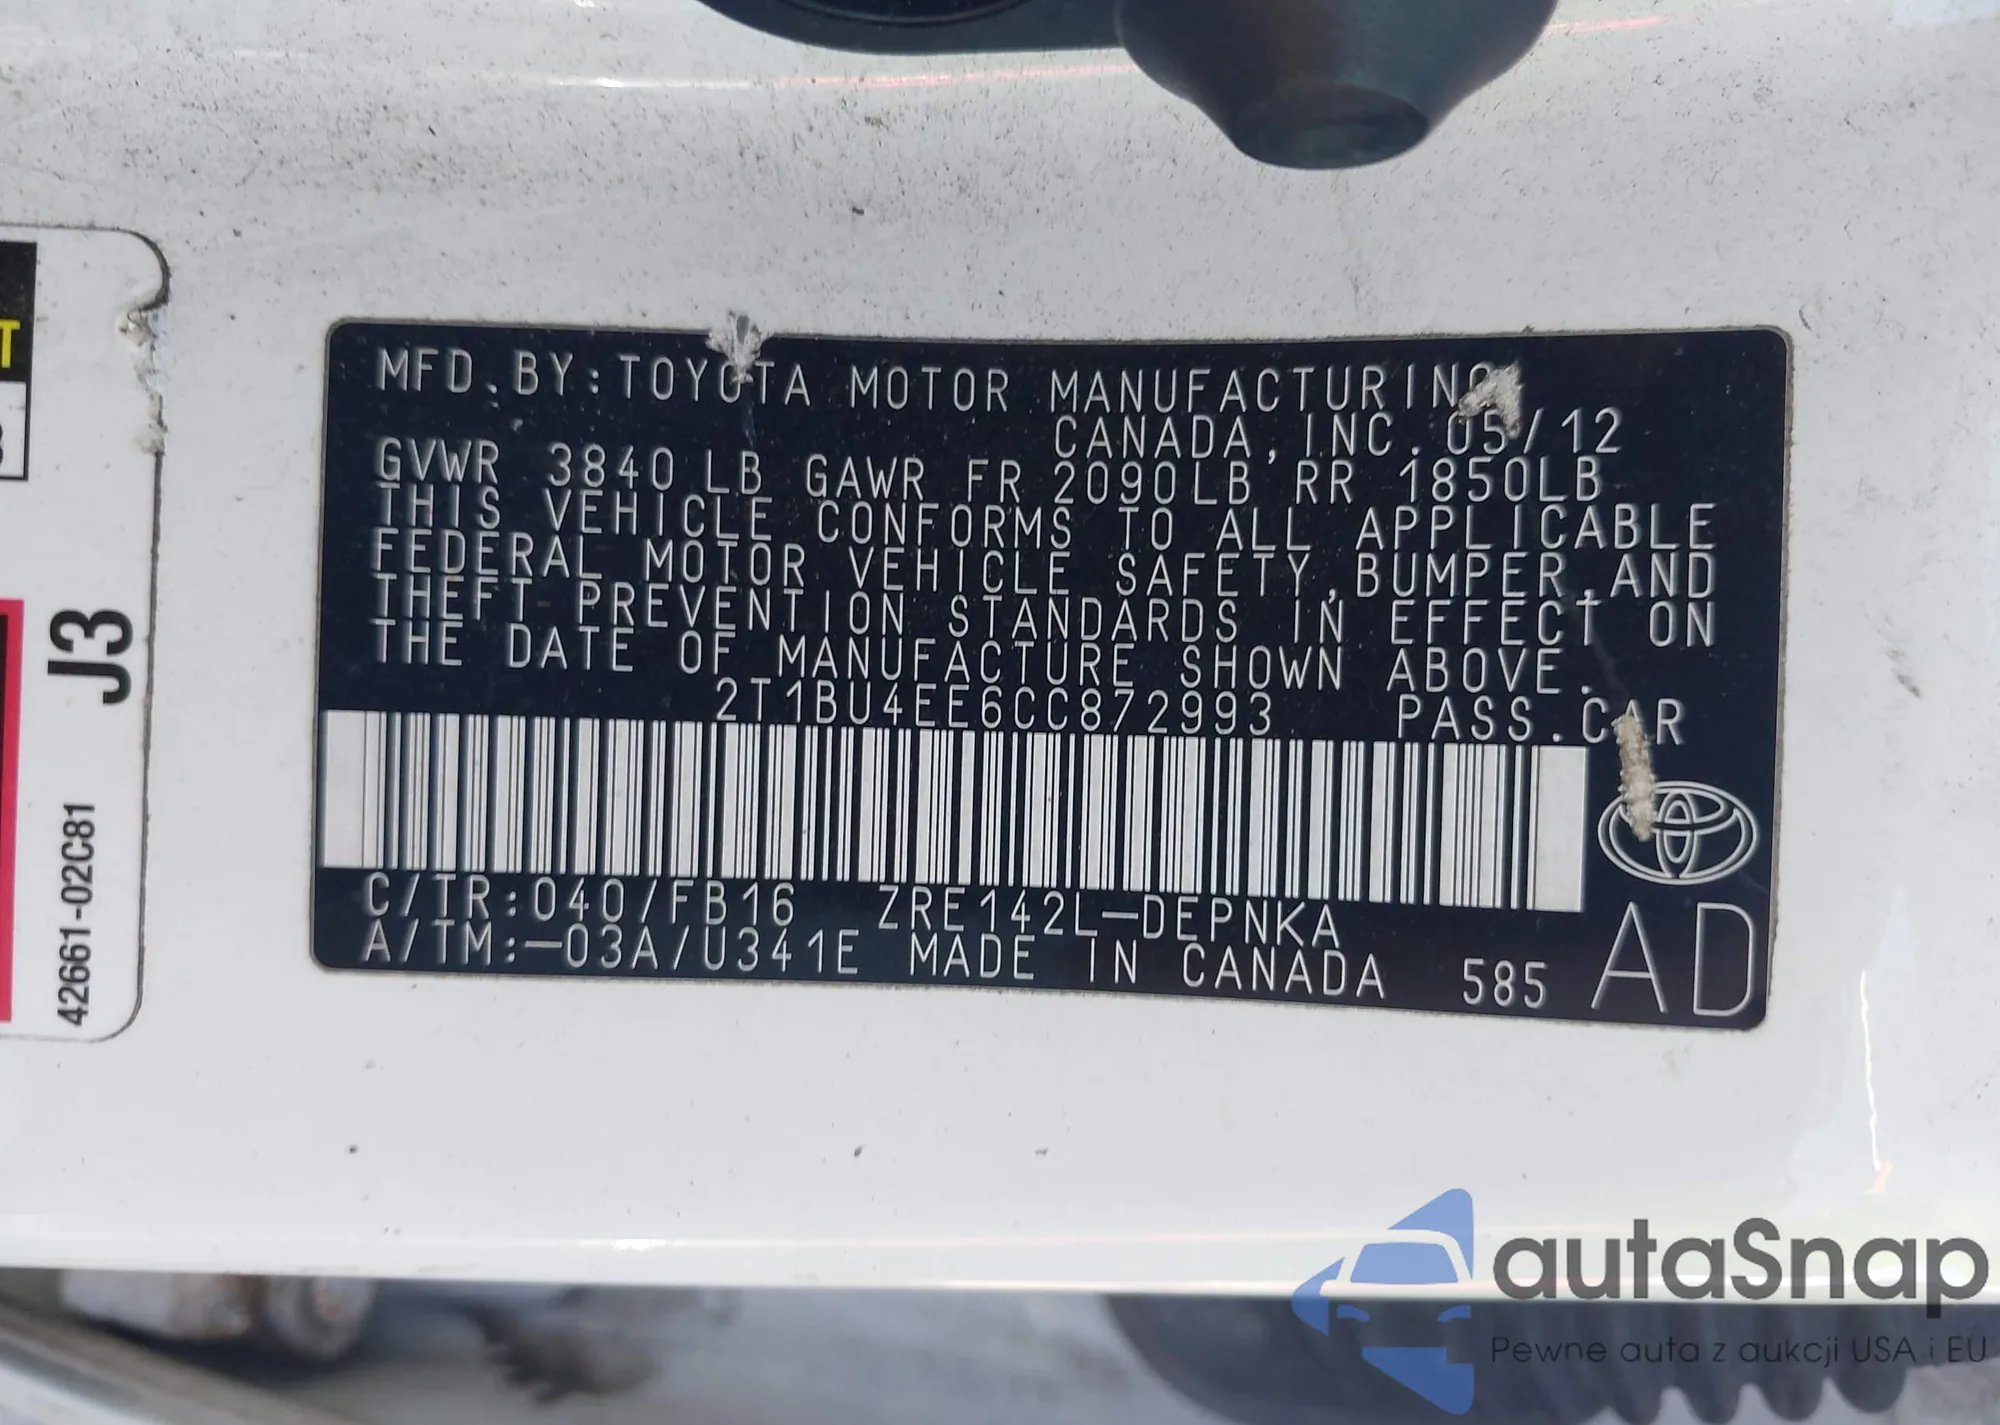 MFD.BY:TOYOTA MOTOR MANUFACTURING
CANADA, INC. 05/12
GVWR 3840LB GAWR FR 2090LB RR 1850LB
THIS VEHICLE CONFORMS TO ALL APPLICABLE
FEDERAL MOTOR VEHICLE SAFETY,BUMPER,AND
THEFT PREVENTION STANDARDS IN EFFECT ON
THE DATE OF MANUFACTURE SHOWN ABOVE.
2T1BU4EE6CC872993 PASS.CAR
C/TR:040/FB16 ZRE142L-DEPNKA
A/TM:-03A/U341E MADE IN CANADA 585 AD
J3
42661-02C81
T
autaSnap
Pewne auta z aukcji USA i EU